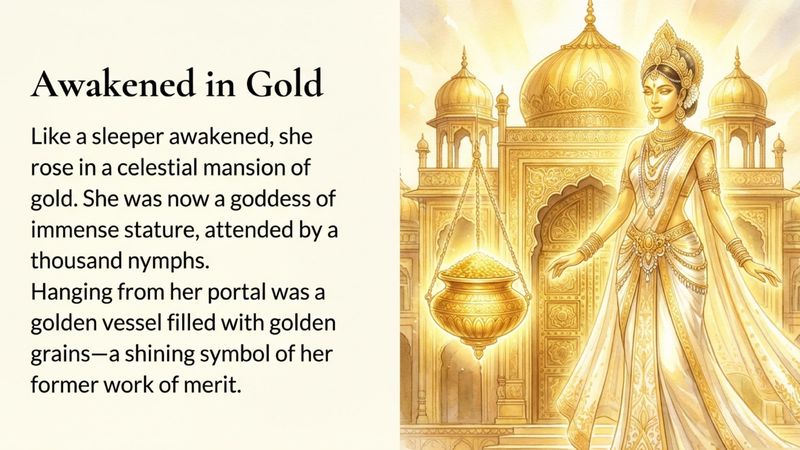 Awakened in Gold
Like a sleeper awakened, she
rose in a celestial mansion of
gold. She was now a goddess of
immense stature, attended by a
thousand nymphs.
Hanging from her portal was a
golden vessel filled with golden
grains—a shining symbol of her
former work of merit.